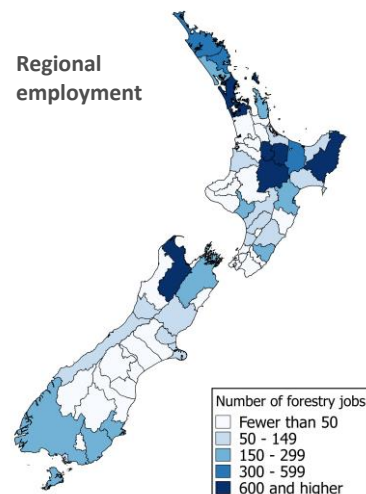 Regional
employment
Number of forestry jobs
Fewer than 50
50 - 149
150 - 299
300 - 599
600 and higher